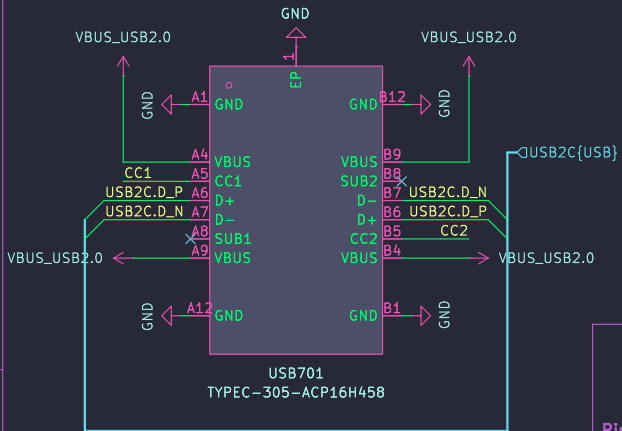 GND
VBUS_USB2.0
VBUS_USB2.0
1
EP
GND
A1
GND
GND
B12
GND
A4
VBUS
VBUS
B9
CC1
A5
CC1
SUB2
B8
USB2C{USB}
USB2C.D_P
A6
D+
D-
B7
USB2C.D_N
USB2C.D_N
A7
D-
D+
B6
USB2C.D_P
A8
SUB1
CC2
B5
CC2
VBUS_USB2.0
A9
VBUS
VBUS
B4
VBUS_USB2.0
GND
A12
GND
GND
B1
GND
USB701
TYPEC-305-ACP16H458